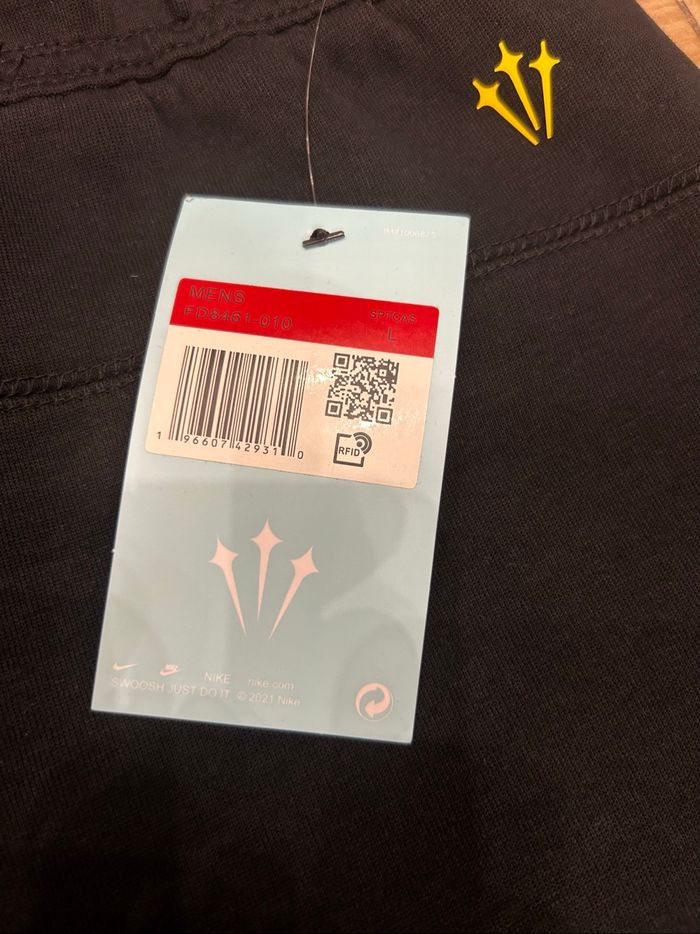 MENS
FD8461-010
SPTCAS
L
1 96607 42931 0
RFID
NIKE nike.com
SWOOSH JUST DO IT © 2021 Nike